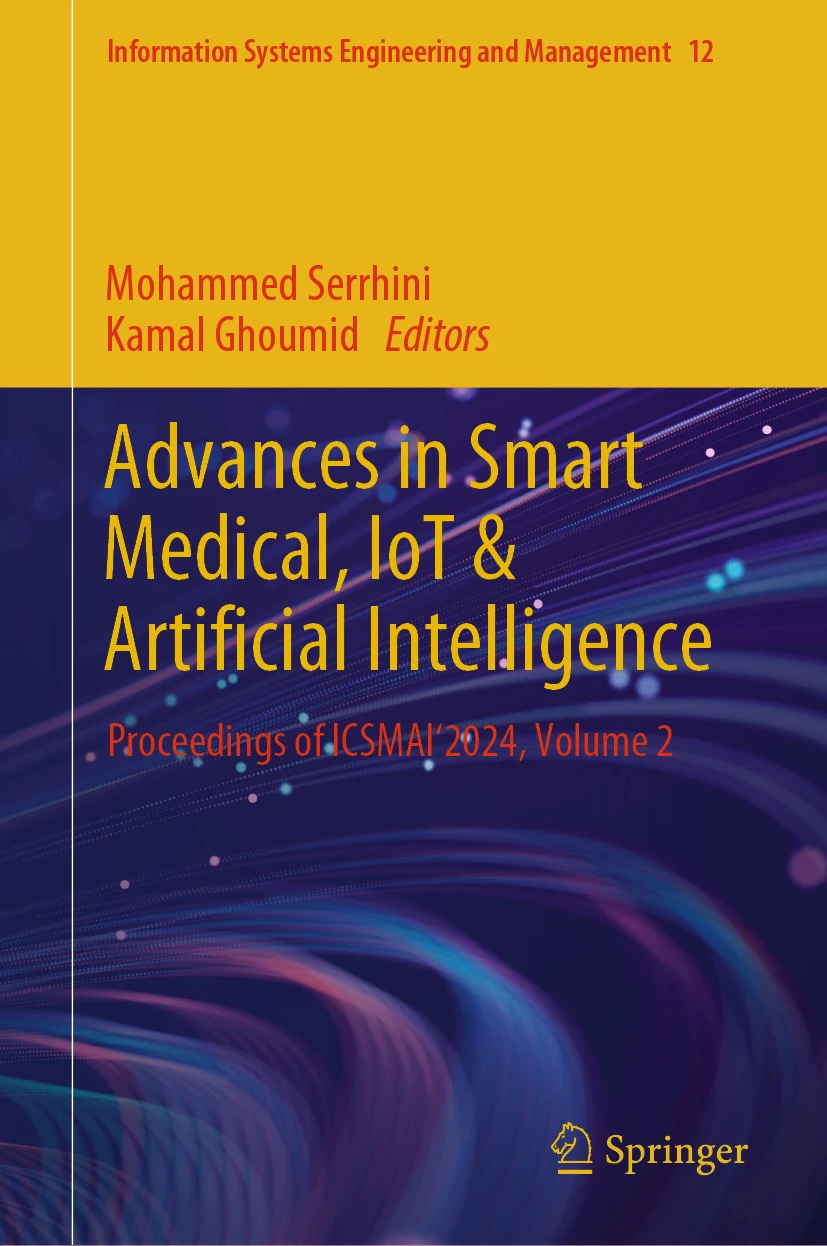 Information Systems Engineering and Management 12
Mohammed Serrhini
Kamal Ghoumid Editors
Advances in Smart
Medical, IoT &
Artificial Intelligence
Proceedings of ICSMAI‘2024, Volume 2
Springer